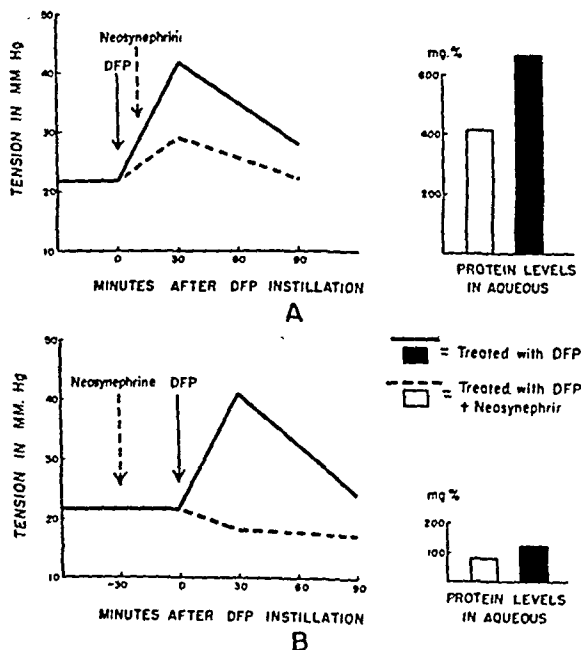 TENSION IN MM HG
50
40
30
20
10
Neosynephrine
DFP
0
30
60
90
MINUTES AFTER DFP INSTILLATION
A
mg.%
600
400
200
PROTEIN LEVELS
IN AQUEOUS
= Treated with DFP
= Treated with DFP
+ Neosynephrir
TENSION IN MM. Hg
50
40
30
20
10
Neosynephrine
DFP
-30
0
30
60
90
MINUTES AFTER DFP INSTILLATION
B
mg%
200
100
PROTEIN LEVELS
IN AQUEOUS